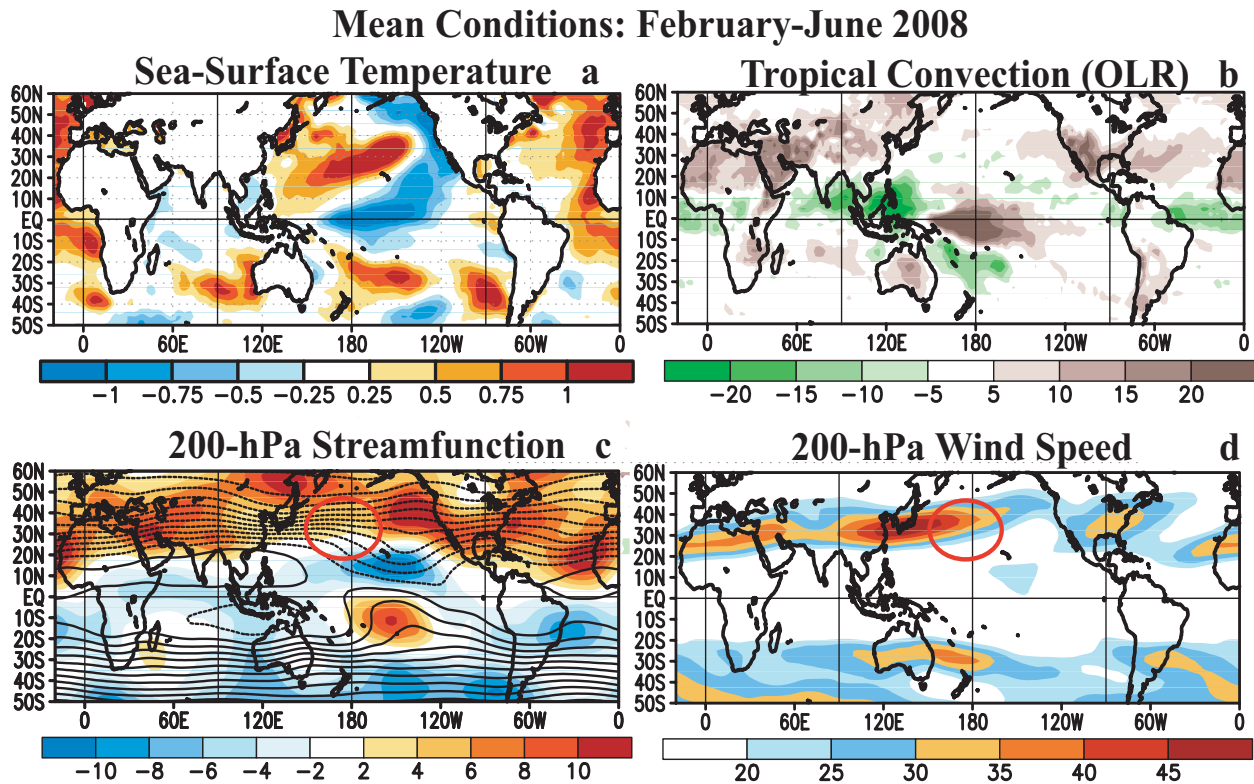 Mean Conditions: February-June 2008
Sea-Surface Temperature a
Tropical Convection (OLR) b
60N
50N
40N
30N
20N
10N
EQ
10S
20S
30S
40S
50S
0 60E 120E 180 120W 60W 0
-1 -0.75 -0.5 -0.25 0.25 0.5 0.75 1
60N
50N
40N
30N
20N
10N
EQ
10S
20S
30S
40S
50S
0 60E 120E 180 120W 60W 0
-20 -15 -10 -5 5 10 15 20
200-hPa Streamfunction c
200-hPa Wind Speed d
60N
50N
40N
30N
20N
10N
EQ
10S
20S
30S
40S
50S
0 60E 120E 180 120W 60W 0
-10 -8 -6 -4 -2 2 4 6 8 10
60N
50N
40N
30N
20N
10N
EQ
10S
20S
30S
40S
50S
0 60E 120E 180 120W 60W 0
20 25 30 35 40 45